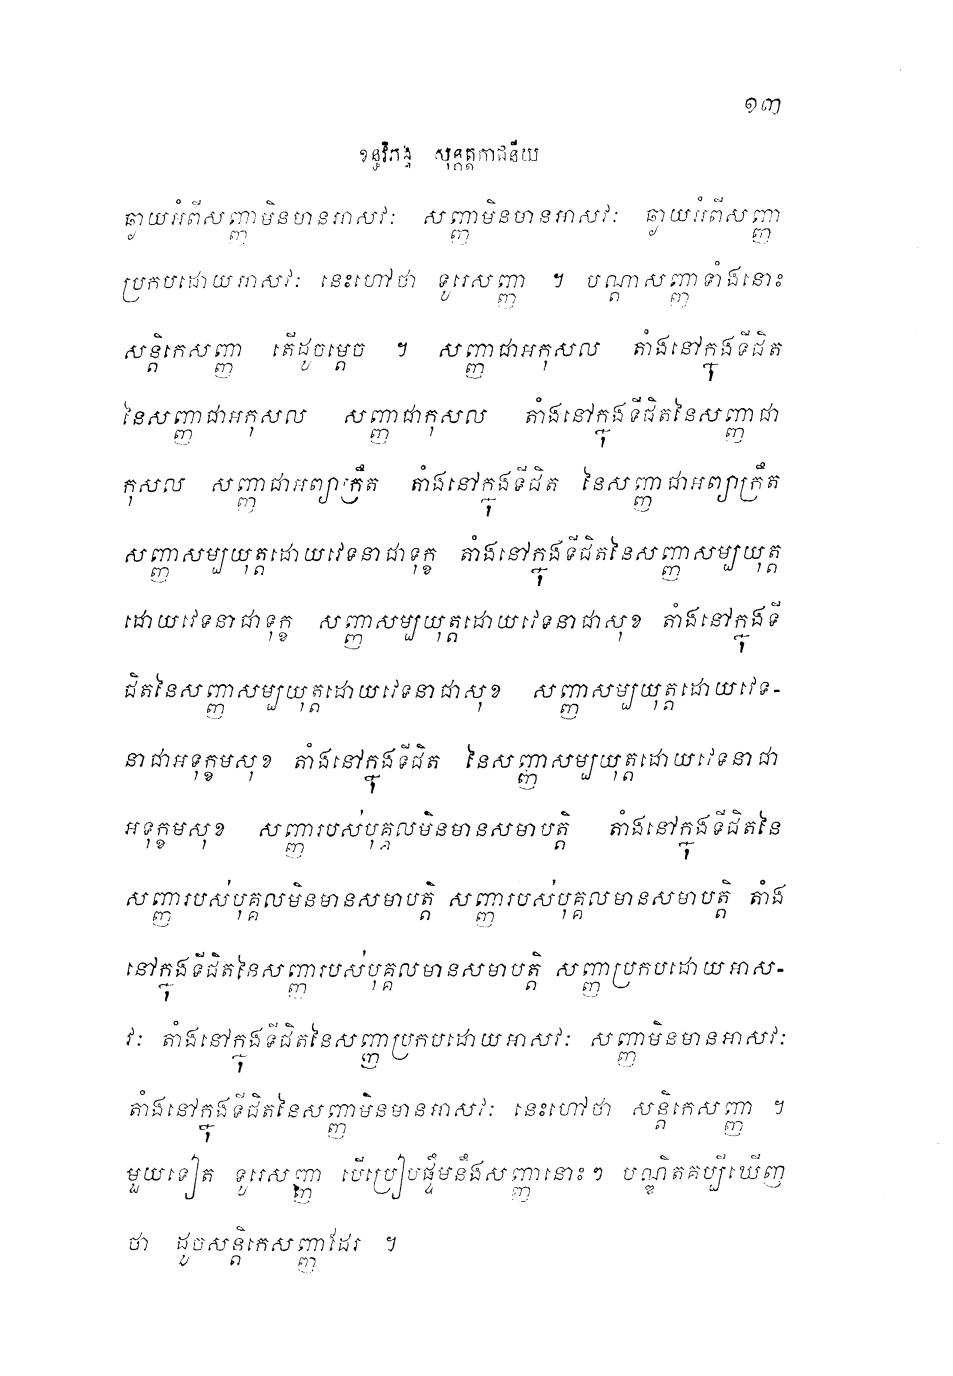 ១៣
ខន្ធវិភង្គ សុត្តន្តភាជនីយ
ឆ្ងាយអំពីសញ្ញាមិនមានអាសវៈ សញ្ញាមិនមានអាសវៈ ឆ្ងាយអំពីសញ្ញា
ប្រកបដោយអាសវៈ នេះហៅថា ទូរេសញ្ញា ។ បណ្តាសញ្ញាទាំងនោះ
សន្តិកេសញ្ញា តើដូចម្តេច ។ សញ្ញាជាអកុសល តាំងនៅក្នុងទីជិត
នៃសញ្ញាជាអកុសល សញ្ញាជាកុសល តាំងនៅក្នុងទីជិតនៃសញ្ញាជា
កុសល សញ្ញាជាអព្យាក្រឹត តាំងនៅក្នុងទីជិត នៃសញ្ញាជាអព្យាក្រឹត
សញ្ញាសម្បយុត្តដោយវេទនាជាទុក្ខ តាំងនៅក្នុងទីជិតនៃសញ្ញាសម្បយុត្ត
ដោយវេទនាជាទុក្ខ សញ្ញាសម្បយុត្តដោយវេទនាជាសុខ តាំងនៅក្នុងទី
ជិតនៃសញ្ញាសម្បយុត្តដោយវេទនាជាសុខ សញ្ញាសម្បយុត្តដោយវេទ-
នាជាអទុក្ខមសុខ តាំងនៅក្នុងទីជិត នៃសញ្ញាសម្បយុត្តដោយវេទនាជា
អទុក្ខមសុខ សញ្ញារបស់បុគ្គលមិនមានសមាបត្តិ តាំងនៅក្នុងទីជិតនៃ
សញ្ញារបស់បុគ្គលមិនមានសមាបត្តិ សញ្ញារបស់បុគ្គលមានសមាបត្តិ តាំង
នៅក្នុងទីជិតនៃសញ្ញារបស់បុគ្គលមានសមាបត្តិ សញ្ញាប្រកបដោយអាស-
វៈ តាំងនៅក្នុងទីជិតនៃសញ្ញាប្រកបដោយអាសវៈ សញ្ញាមិនមានអាសវៈ
តាំងនៅក្នុងទីជិតនៃសញ្ញាមិនមានអាសវៈ នេះហៅថា សន្តិកេសញ្ញា ។
មួយទៀត ទូរេសញ្ញា បើប្រៀបផ្ទឹមនឹងសញ្ញានោះៗ បណ្ឌិតគប្បីឃើញ
ថា ដូចសន្តិកេសញ្ញាដែរ ។